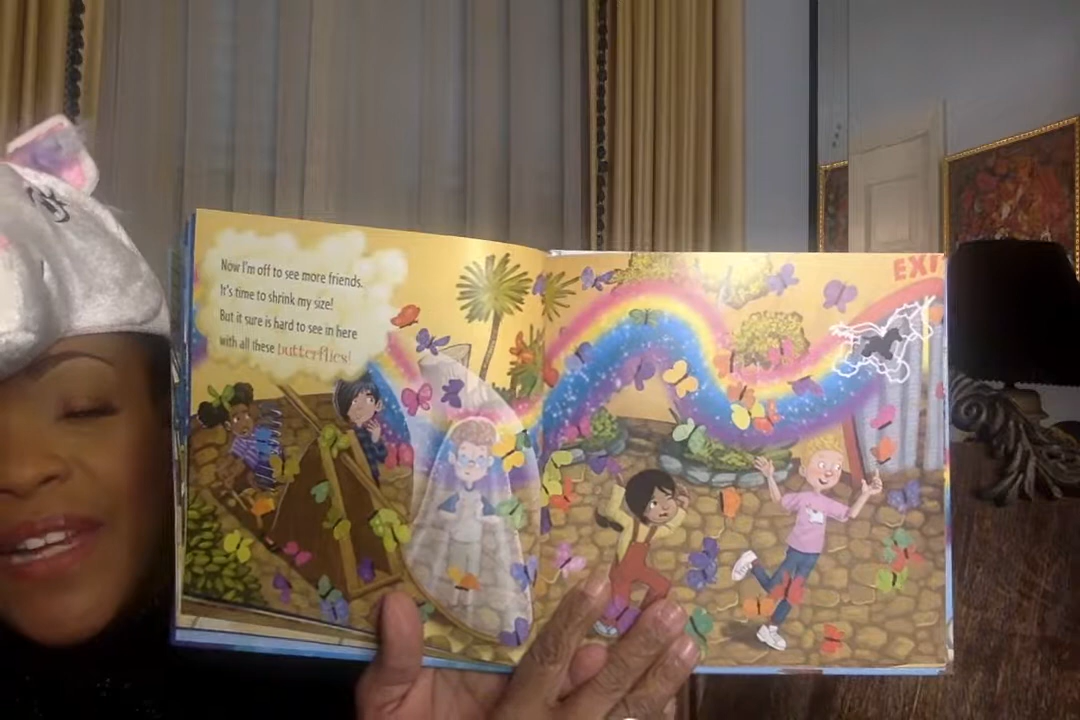 Now I'm off to see more friends.
It's time to shrink my size!
But it sure is hard to see in here
with all these butterflies!